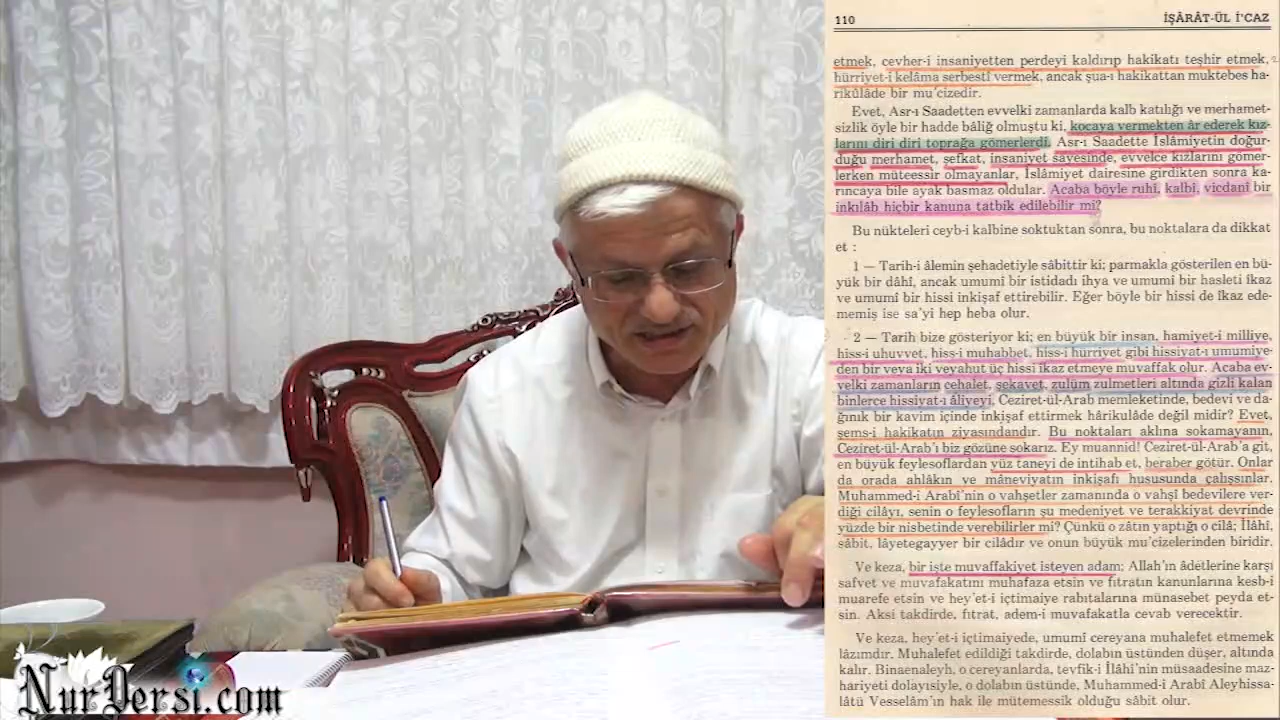 110
İŞÂRÂT-ÜL İ'CAZ
etmek, cevher-i insaniyetten perdeyi kaldırıp hakikatı teşhir etmek,
hürriyet-i kelâma serbestî vermek, ancak şua-ı hakikattan muktebes ha-
rikulâde bir mu'cizedir.
Evet, Asr-ı Saadetten evvelki zamanlarda kalb katılığı ve merhamet-
sizlik öyle bir hadde bâliğ olmuştu ki, kocaya vermekten âr ederek kız-
larını diri diri toprağa gömerlerdi. Asr-ı Saadette İslâmiyetin doğur-
duğu merhamet, şefkat, insaniyet sayesinde, evvelce kızlarını gömer-
lerken müteessir olmayanlar, İslâmiyet dairesine girdikten sonra ka-
rıncaya bile ayak basmaz oldular. Acaba böyle ruhî, kalbî, vicdanî bir
inkılâb hiçbir kanuna tatbik edilebilir mi?
Bu nükteleri ceyb-i kalbine soktuktan sonra, bu noktalara da dikkat
et :
1 — Tarih-i âlemin şehadetiyle sâbittir ki; parmakla gösterilen en bü-
yük bir dâhî, ancak umumî bir istidadı ihya ve umumî bir hasleti îkaz
ve umumî bir hissi inkişaf ettirebilir. Eğer böyle bir hissi de îkaz ede-
memiş ise sa'yi hep heba olur.
2 — Tarih bize gösteriyor ki; en büyük bir insan, hamiyet-i milliye,
hiss-i uhuvvet, hiss-i muhabbet, hiss-i hürriyet gibi hissiyat-ı umumiye-
den bir veya iki veyahut üç hissi îkaz etmeye muvaffak olur. Acaba ev-
velki zamanların cehalet, şekavet, zulüm zulmetleri altında gizli kalan
binlerce hissiyat-ı âliyeyi, Ceziret-ül-Arab memleketinde, bedevî ve da-
ğınık bir kavim içinde inkişaf ettirmek hârikulâde değil midir? Evet,
şems-i hakikatın ziyasındandır. Bu noktaları aklına sokamayanın,
Ceziret-ül-Arab'ı biz gözüne sokarız. Ey muannid! Ceziret-ül-Arab'a git,
en büyük feylesoflardan yüz taneyi de intihab et, beraber götür. Onlar
da orada ahlâkın ve mâneviyatın inkişafı hususunda çalışsınlar.
Muhammed-i Arabî'nin o vahşetler zamanında o vahşi bedevilere ver-
diği cilâyı, senin o feylesofların şu medeniyet ve terakkiyat devrinde
yüzde bir nisbetinde verebilirler mi? Çünkü o zâtın yaptığı o cilâ; İlâhî,
sâbit, lâyetegayyer bir cilâdır ve onun büyük mu'cizelerinden biridir.
Ve keza, bir işte muvaffakiyet isteyen adam; Allah'ın âdetlerine karşı
safvet ve muvafakatını muhafaza etsin ve fıtratın kanunlarına kesb-i
muarefe etsin ve hey'et-i içtimaiye rabıtalarına münasebet peyda et-
sin. Aksi takdirde, fıtrat, adem-i muvafakatla cevab verecektir.
Ve keza, hey'et-i içtimaiyede, umumî cereyana muhalefet etmemek
lâzımdır. Muhalefet edildiği takdirde, dolabın üstünden düşer, altında
kalır. Binaenaleyh, o cereyanlarda, tevfik-i İlâhî'nin müsaadesine maz-
hariyeti dolayısiyle, o dolabın üstünde, Muhammed-i Arabî Aleyhissa-
lâtü Vesselâm'ın hak ile mütemessik olduğu sâbit olur.
NurDersi.com